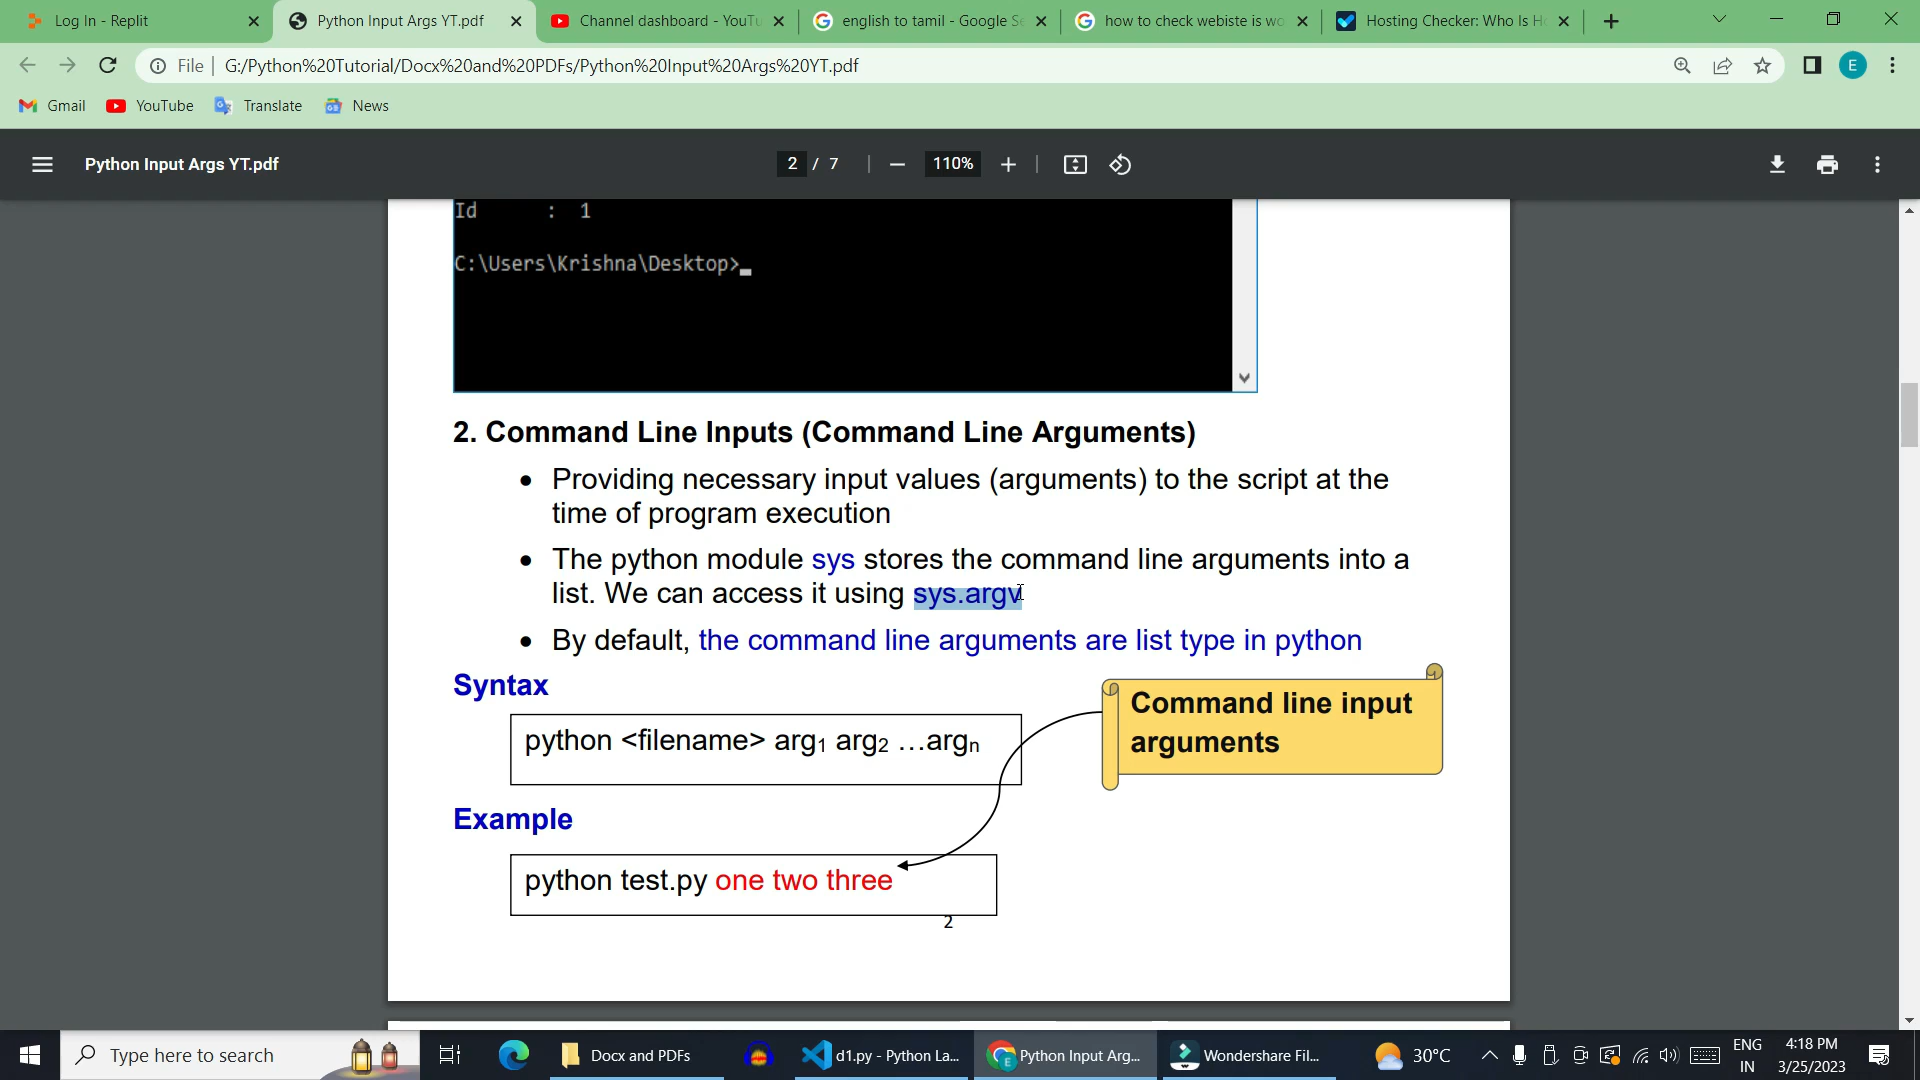 Log In - Replit
Python Input Args YT.pdf
Channel dashboard - YouTu
english to tamil - Google Se
how to check webiste is wo
Hosting Checker: Who Is Ho
File
G:/Python%20Tutorial/Docx%20and%20PDFs/Python%20Input%20Args%20YT.pdf
E
Gmail
YouTube
Translate
News
Python Input Args YT.pdf
2 / 7
110%
Id : 1
C:\Users\Krishna\Desktop>
2. Command Line Inputs (Command Line Arguments)
• Providing necessary input values (arguments) to the script at the
time of program execution
• The python module sys stores the command line arguments into a
list. We can access it using sys.argv
• By default, the command line arguments are list type in python
Syntax
python <filename> arg1 arg2 …argn
Command line input
arguments
Example
python test.py one two three
2
Type here to search
Docx and PDFs
d1.py - Python La...
Python Input Arg...
Wondershare Fil...
30°C
ENG
IN
4:18 PM
3/25/2023